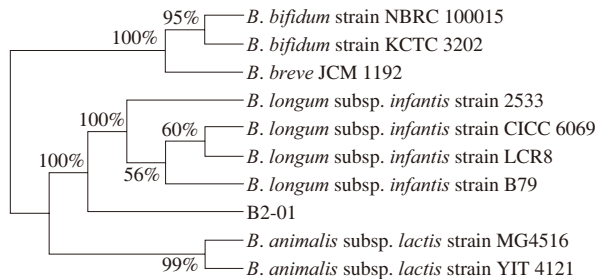 95%
B. bifidum strain NBRC 100015
100%
B. bifidum strain KCTC 3202
B. breve JCM 1192
B. longum subsp. infantis strain 2533
100%
60%
B. longum subsp. infantis strain CICC 6069
100%
B. longum subsp. infantis strain LCR8
56%
B. longum subsp. infantis strain B79
B2-01
B. animalis subsp. lactis strain MG4516
99%
B. animalis subsp. lactis strain YIT 4121